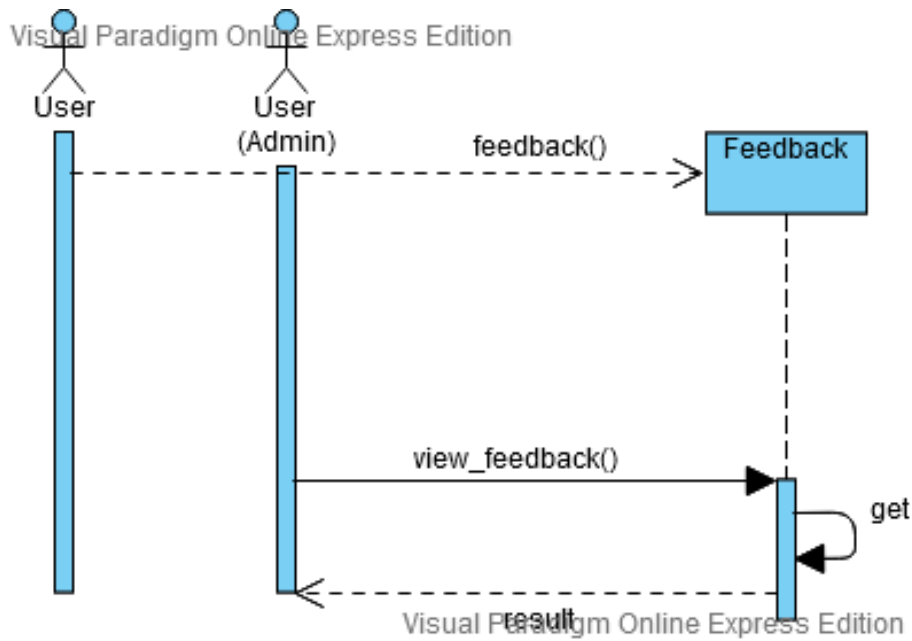 Visual Paradigm Online Express Edition
User
User
(Admin)
feedback()
Feedback
view_feedback()
get
result
Visual Paradigm Online Express Edition